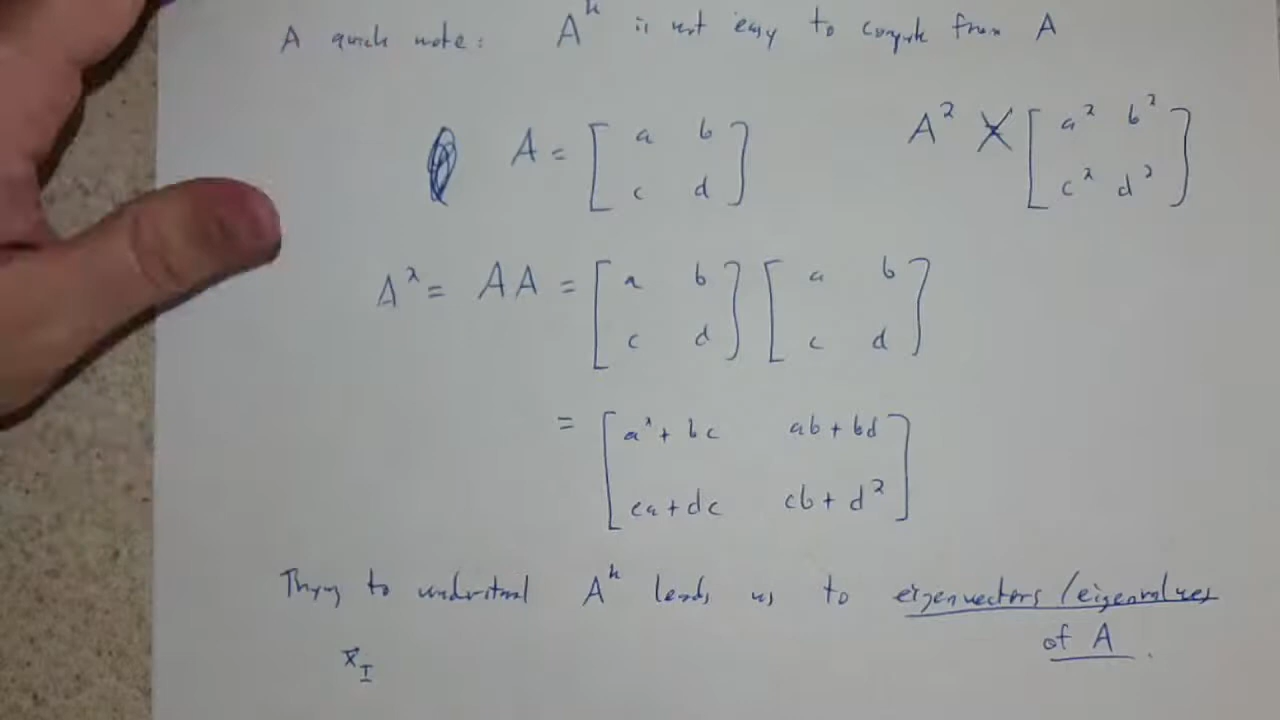 A quick note: A^k is not easy to compute from A
A = [ a b
c d ]
A^2 X [ a^2 b^2
c^2 d^2 ]
A^2 = AA = [ a b
c d ] [ a b
c d ]
= [ a^2 + bc ab + bd
ca + dc cb + d^2 ]
Trying to understand A^k leads us to eigenvectors/eigenvalues
of A.
x_I